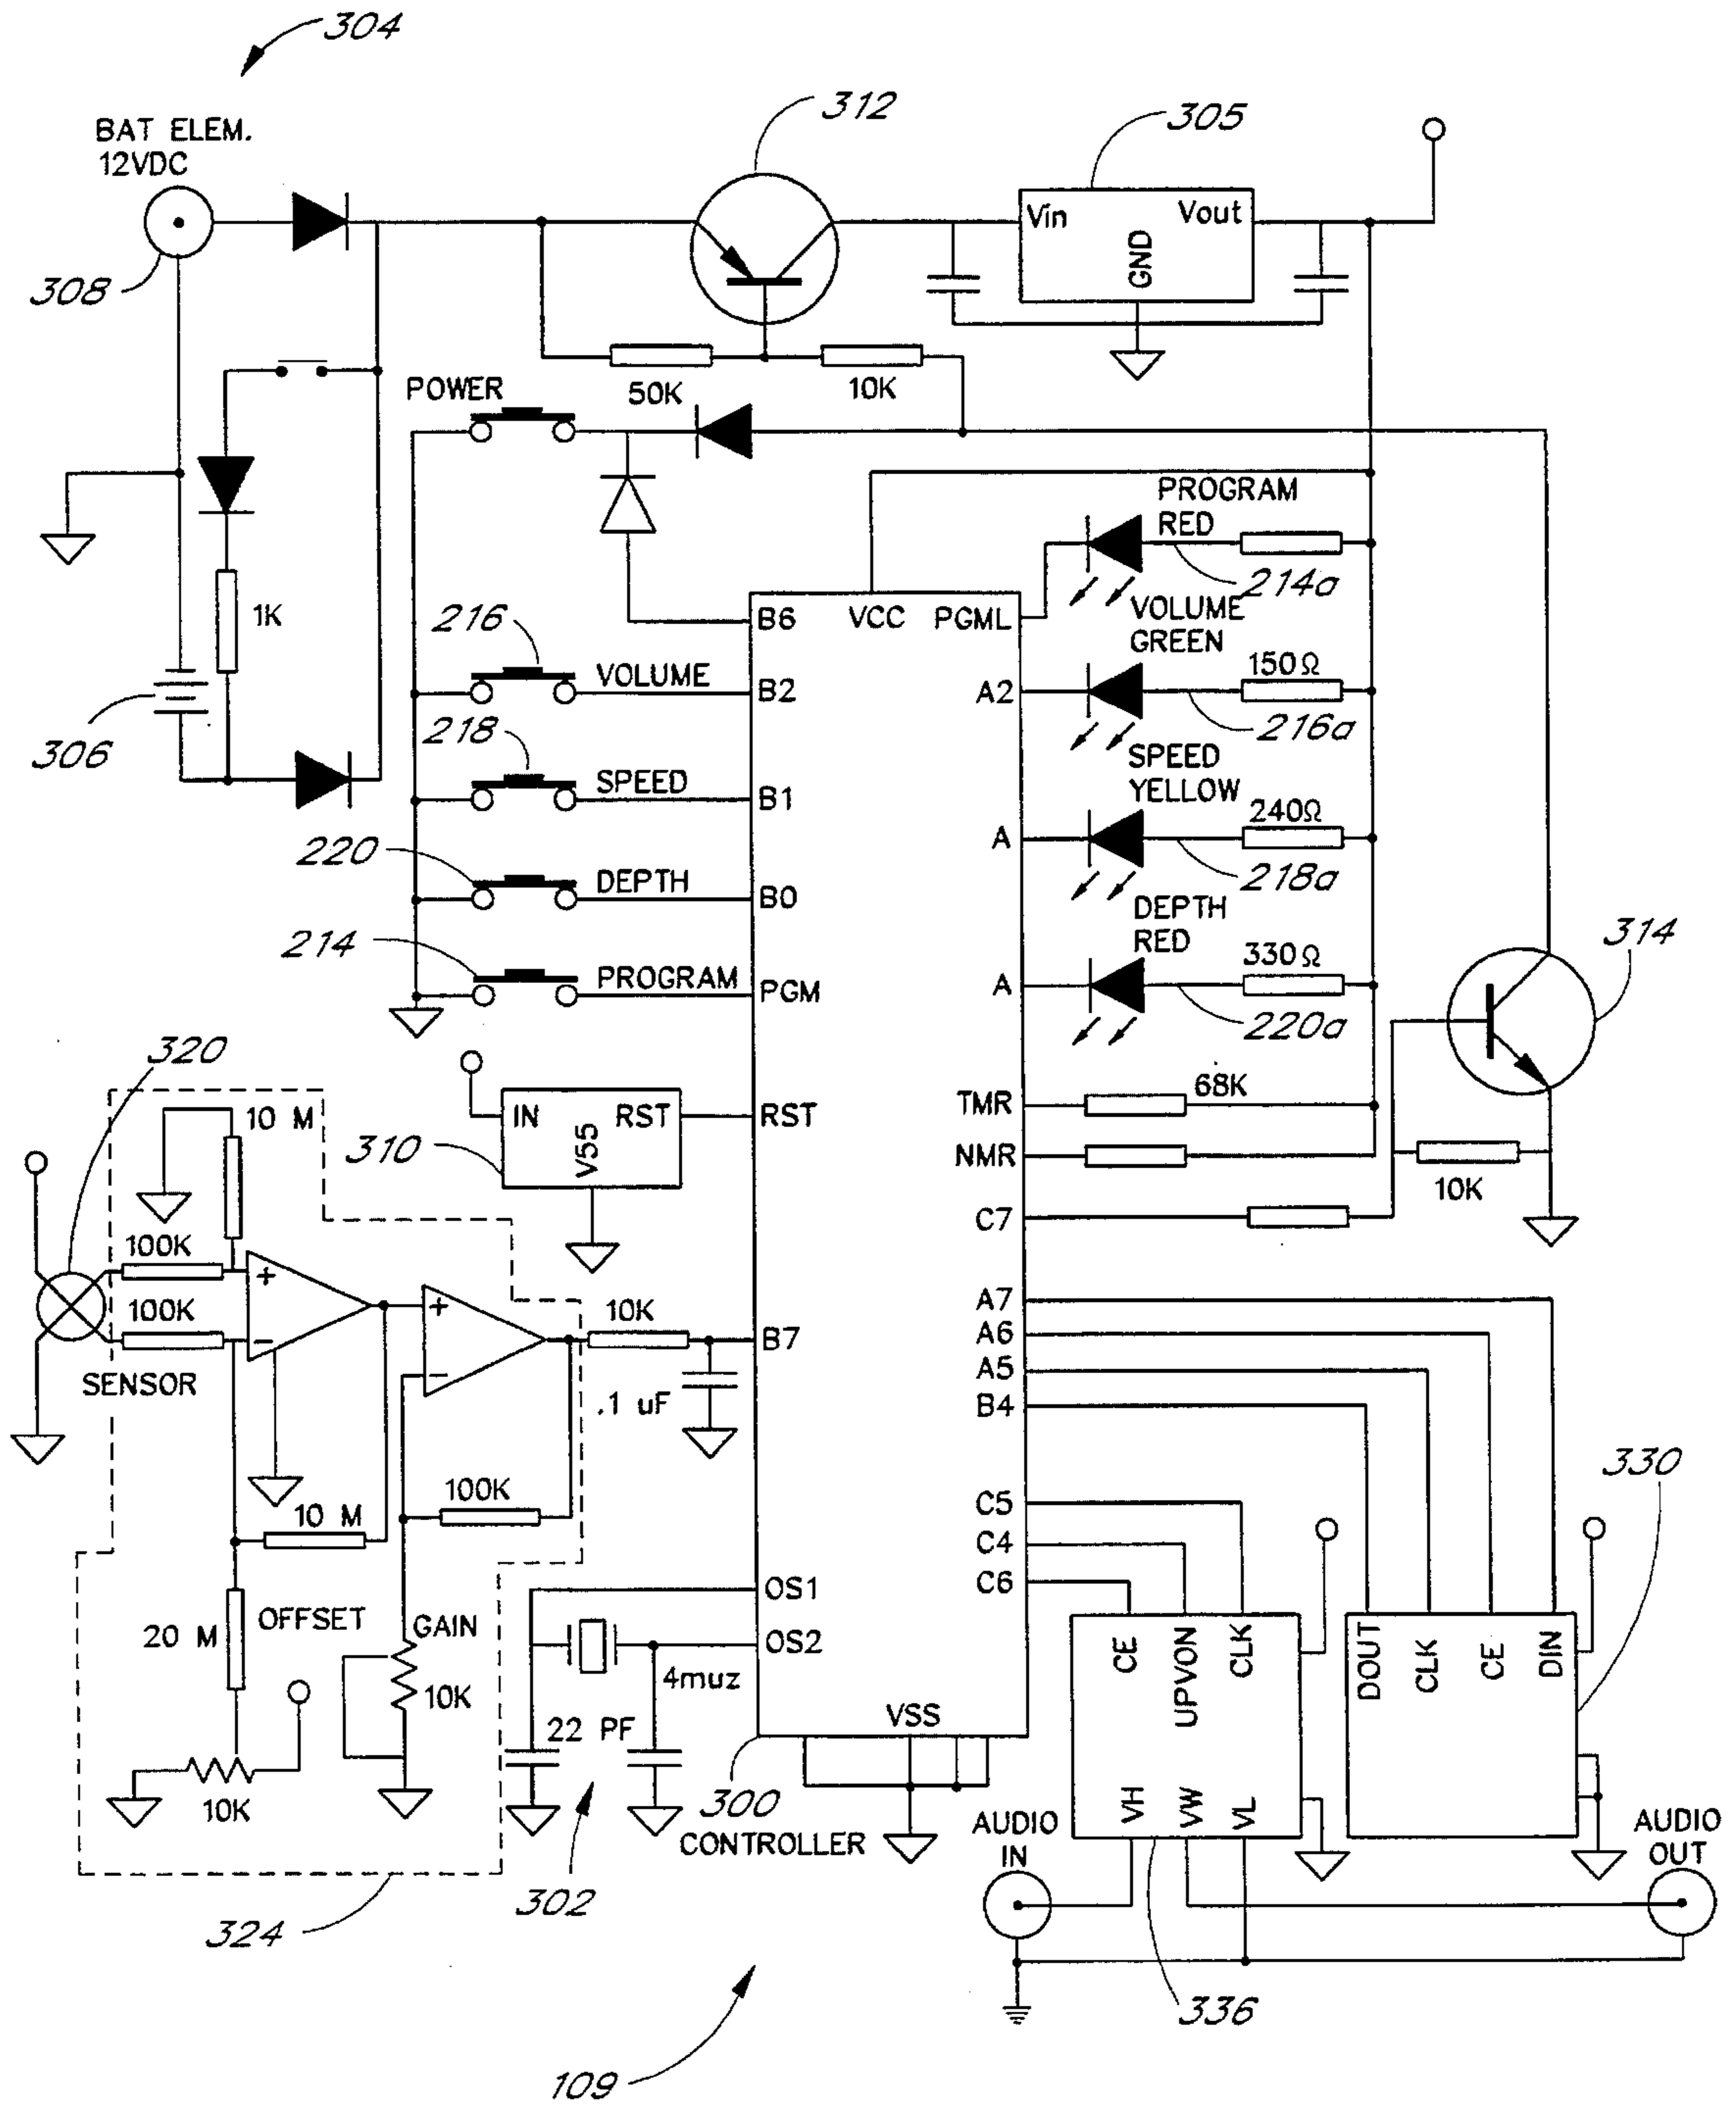 304
312
305
BAT ELEM.
12VDC
Vin
Vout
GND
308
50K
10K
POWER
PROGRAM
RED
214a
1K
216
B6
VCC
PGML
VOLUME
GREEN
VOLUME
B2
A2
150Ω
216a
306
218
SPEED
YELLOW
SPEED
B1
A
240Ω
218a
220
DEPTH
B0
DEPTH
RED
314
214
PROGRAM
PGM
A
330Ω
220a
320
10 M
IN
RST
V55
RST
310
TMR
68K
NMR
10K
C7
100K
+
100K
-
SENSOR
+
-
10K
B7
.1 uF
A7
A6
A5
B4
330
100K
10 M
C5
C4
C6
OS1
20 M
OFFSET
GAIN
OS2
4muz
10K
CE
UPVON
CLK
DOUT
CLK
CE
DIN
22 PF
VSS
10K
300
CONTROLLER
VH
VW
VL
AUDIO
IN
AUDIO
OUT
302
324
336
109